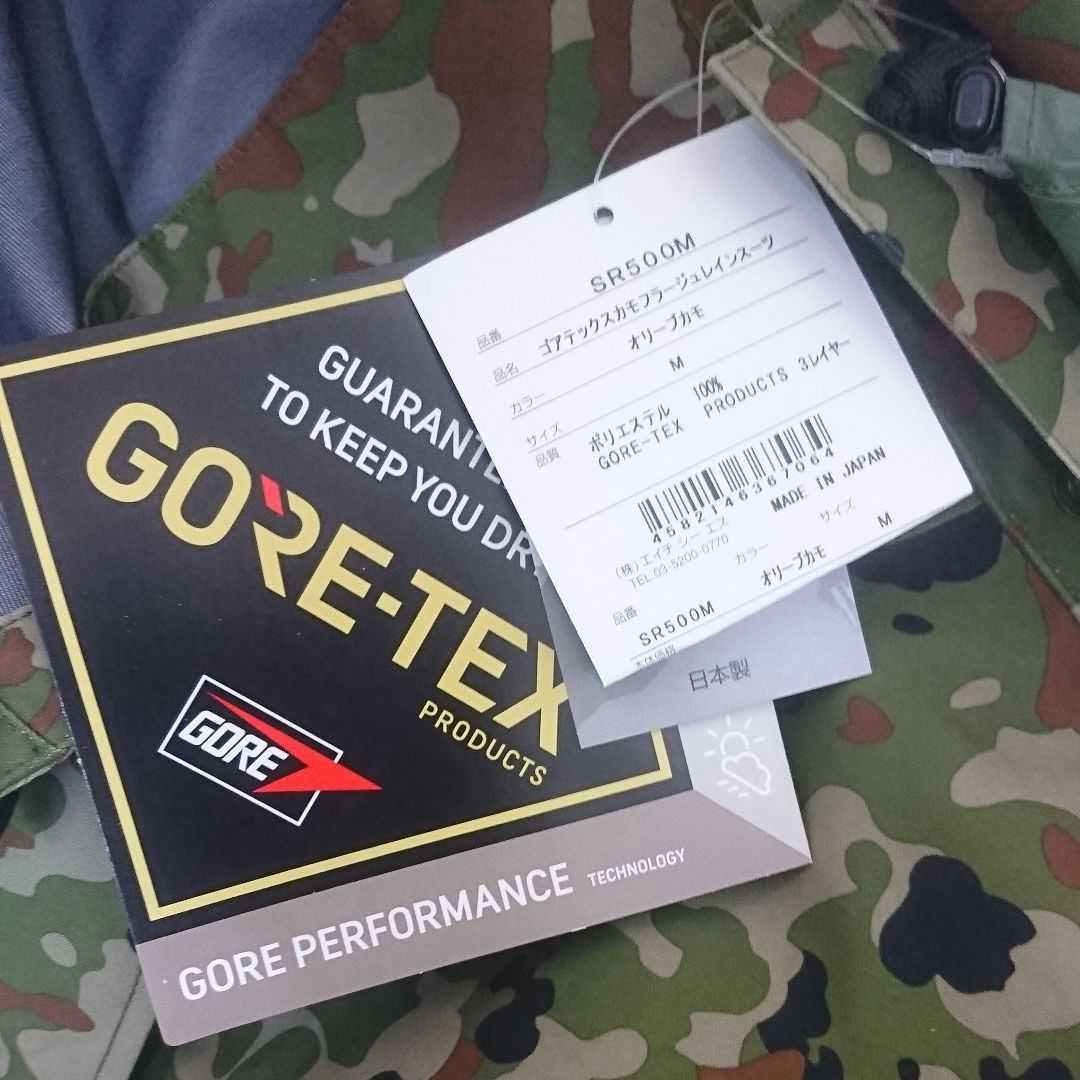 GUARANTE
TO KEEP YOU DR
GORE-TEX
PRODUCTS
GORE
GORE PERFORMANCE TECHNOLOGY
品番 SR500M
品名 ゴアテックスカモフラージュレインスーツ
カラー オリーブカモ
サイズ M
品質 ポリエステル 100%
GORE-TEX PRODUCTS 3レイヤー
4582146367064
MADE IN JAPAN
(株)エイチ シー エス
TEL.03-5200-0770
品番 カラー サイズ
SR500M オリーブカモ M
本体価格
日本製